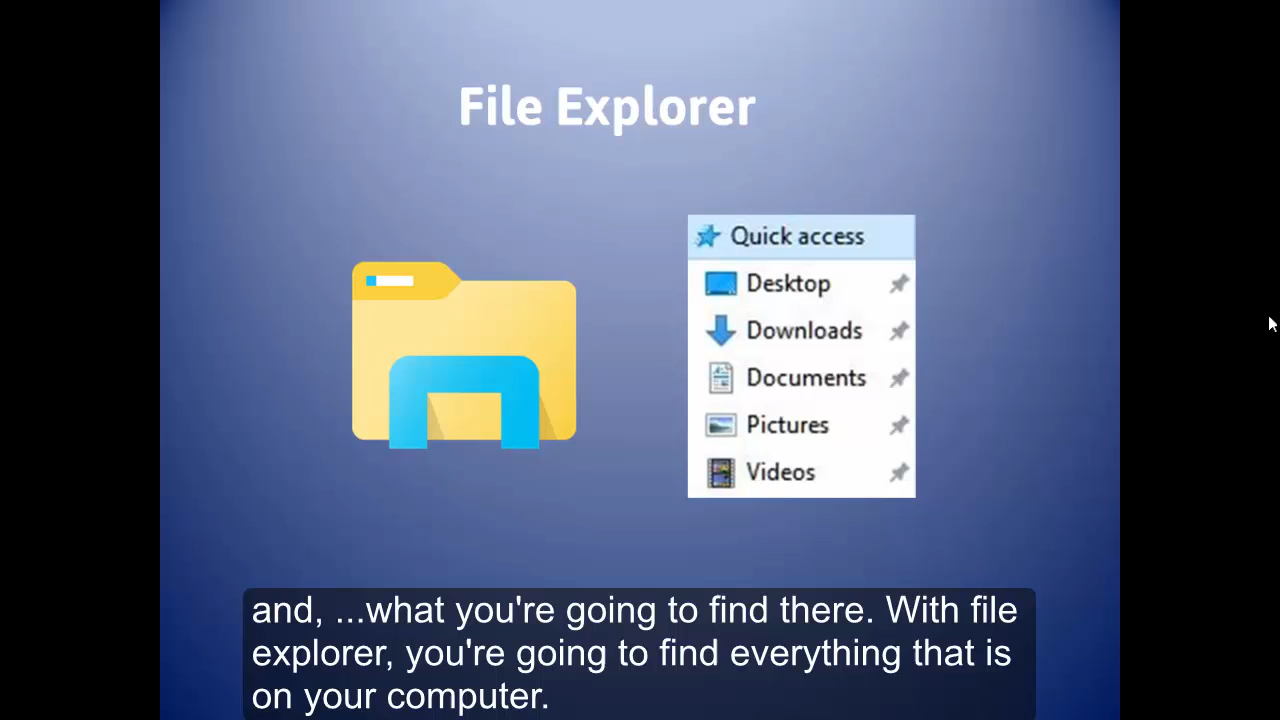 File Explorer
Quick access
Desktop
Downloads
Documents
Pictures
Videos
and, ...what you're going to find there. With file
explorer, you're going to find everything that is
on your computer.